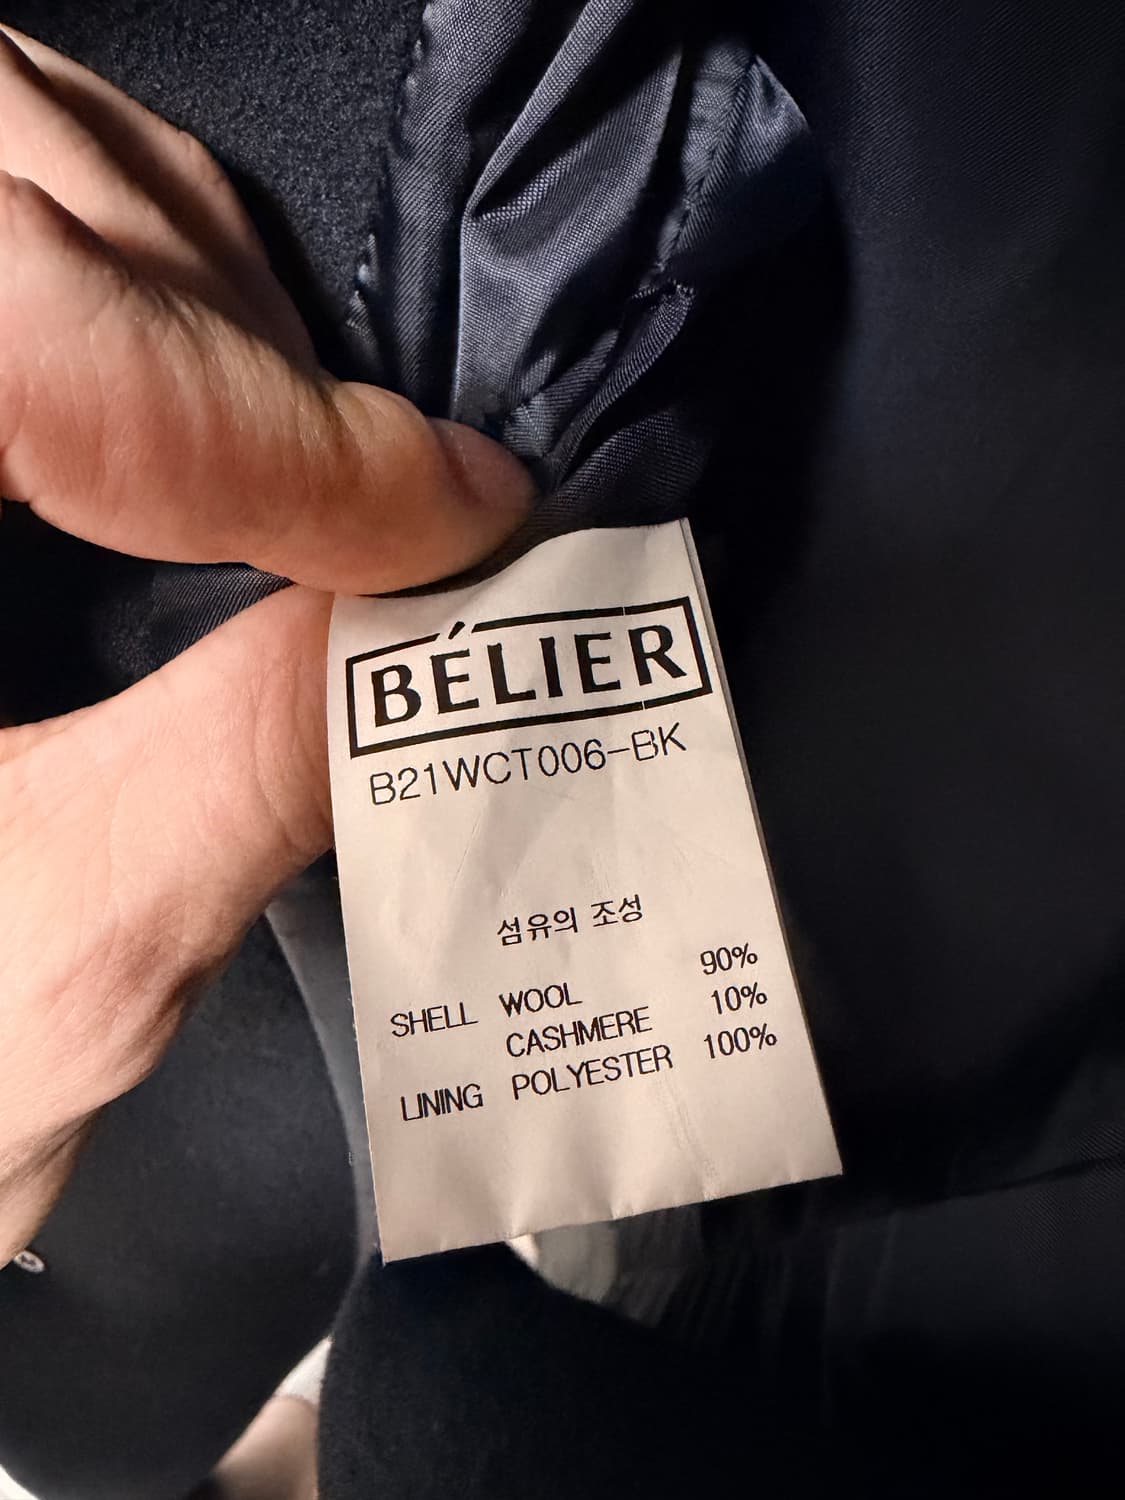 BÉLIER
B21WCT006-BK
섬유의 조성
SHELL WOOL 90%
CASHMERE 10%
LINING POLYESTER 100%